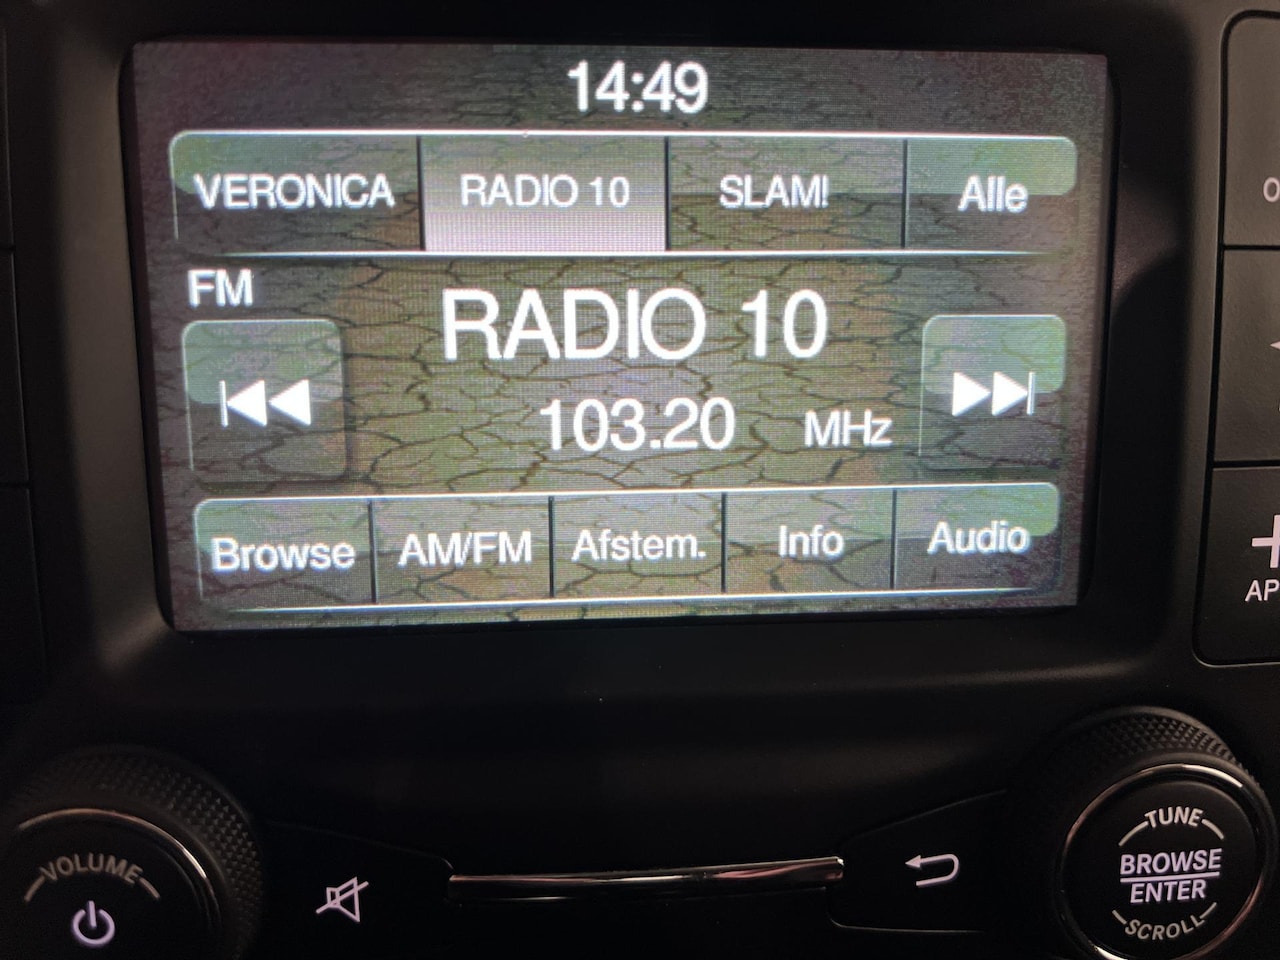 14:49
VERONICA RADIO 10 SLAM! Alle
FM
RADIO 10
103.20 MHz
Browse AM/FM Afstem. Info Audio
VOLUME
TUNE
BROWSE
ENTER
SCROLL